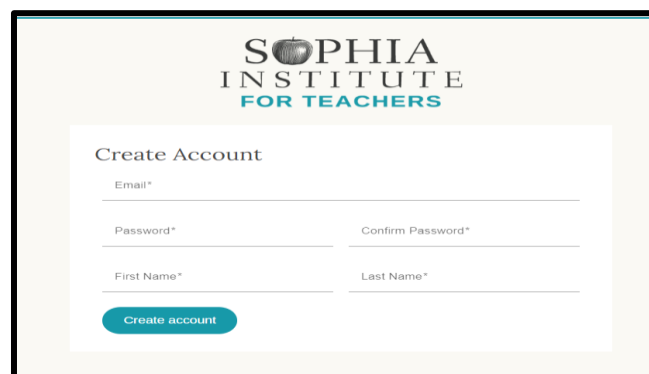 SOPHIA
INSTITUTE
FOR TEACHERS
Create Account
Email*
Password* Confirm Password*
First Name* Last Name*
Create account